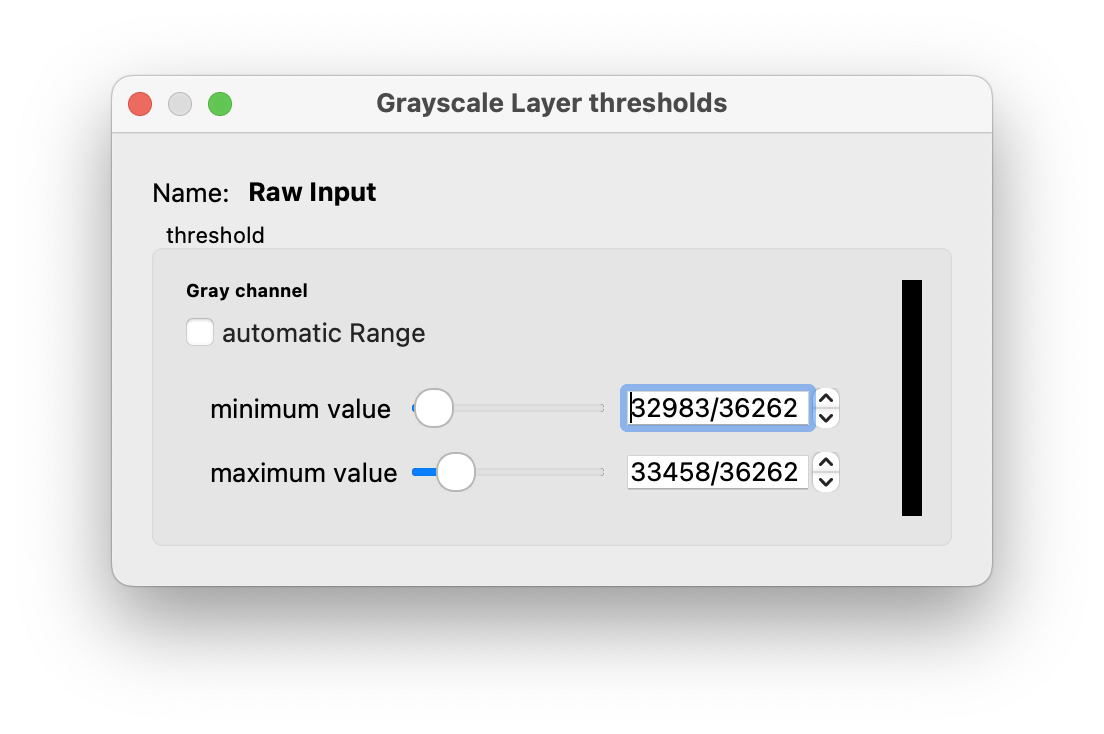 Grayscale Layer thresholds
Name: Raw Input
threshold
Gray channel
automatic Range
minimum value 32983/36262
maximum value 33458/36262